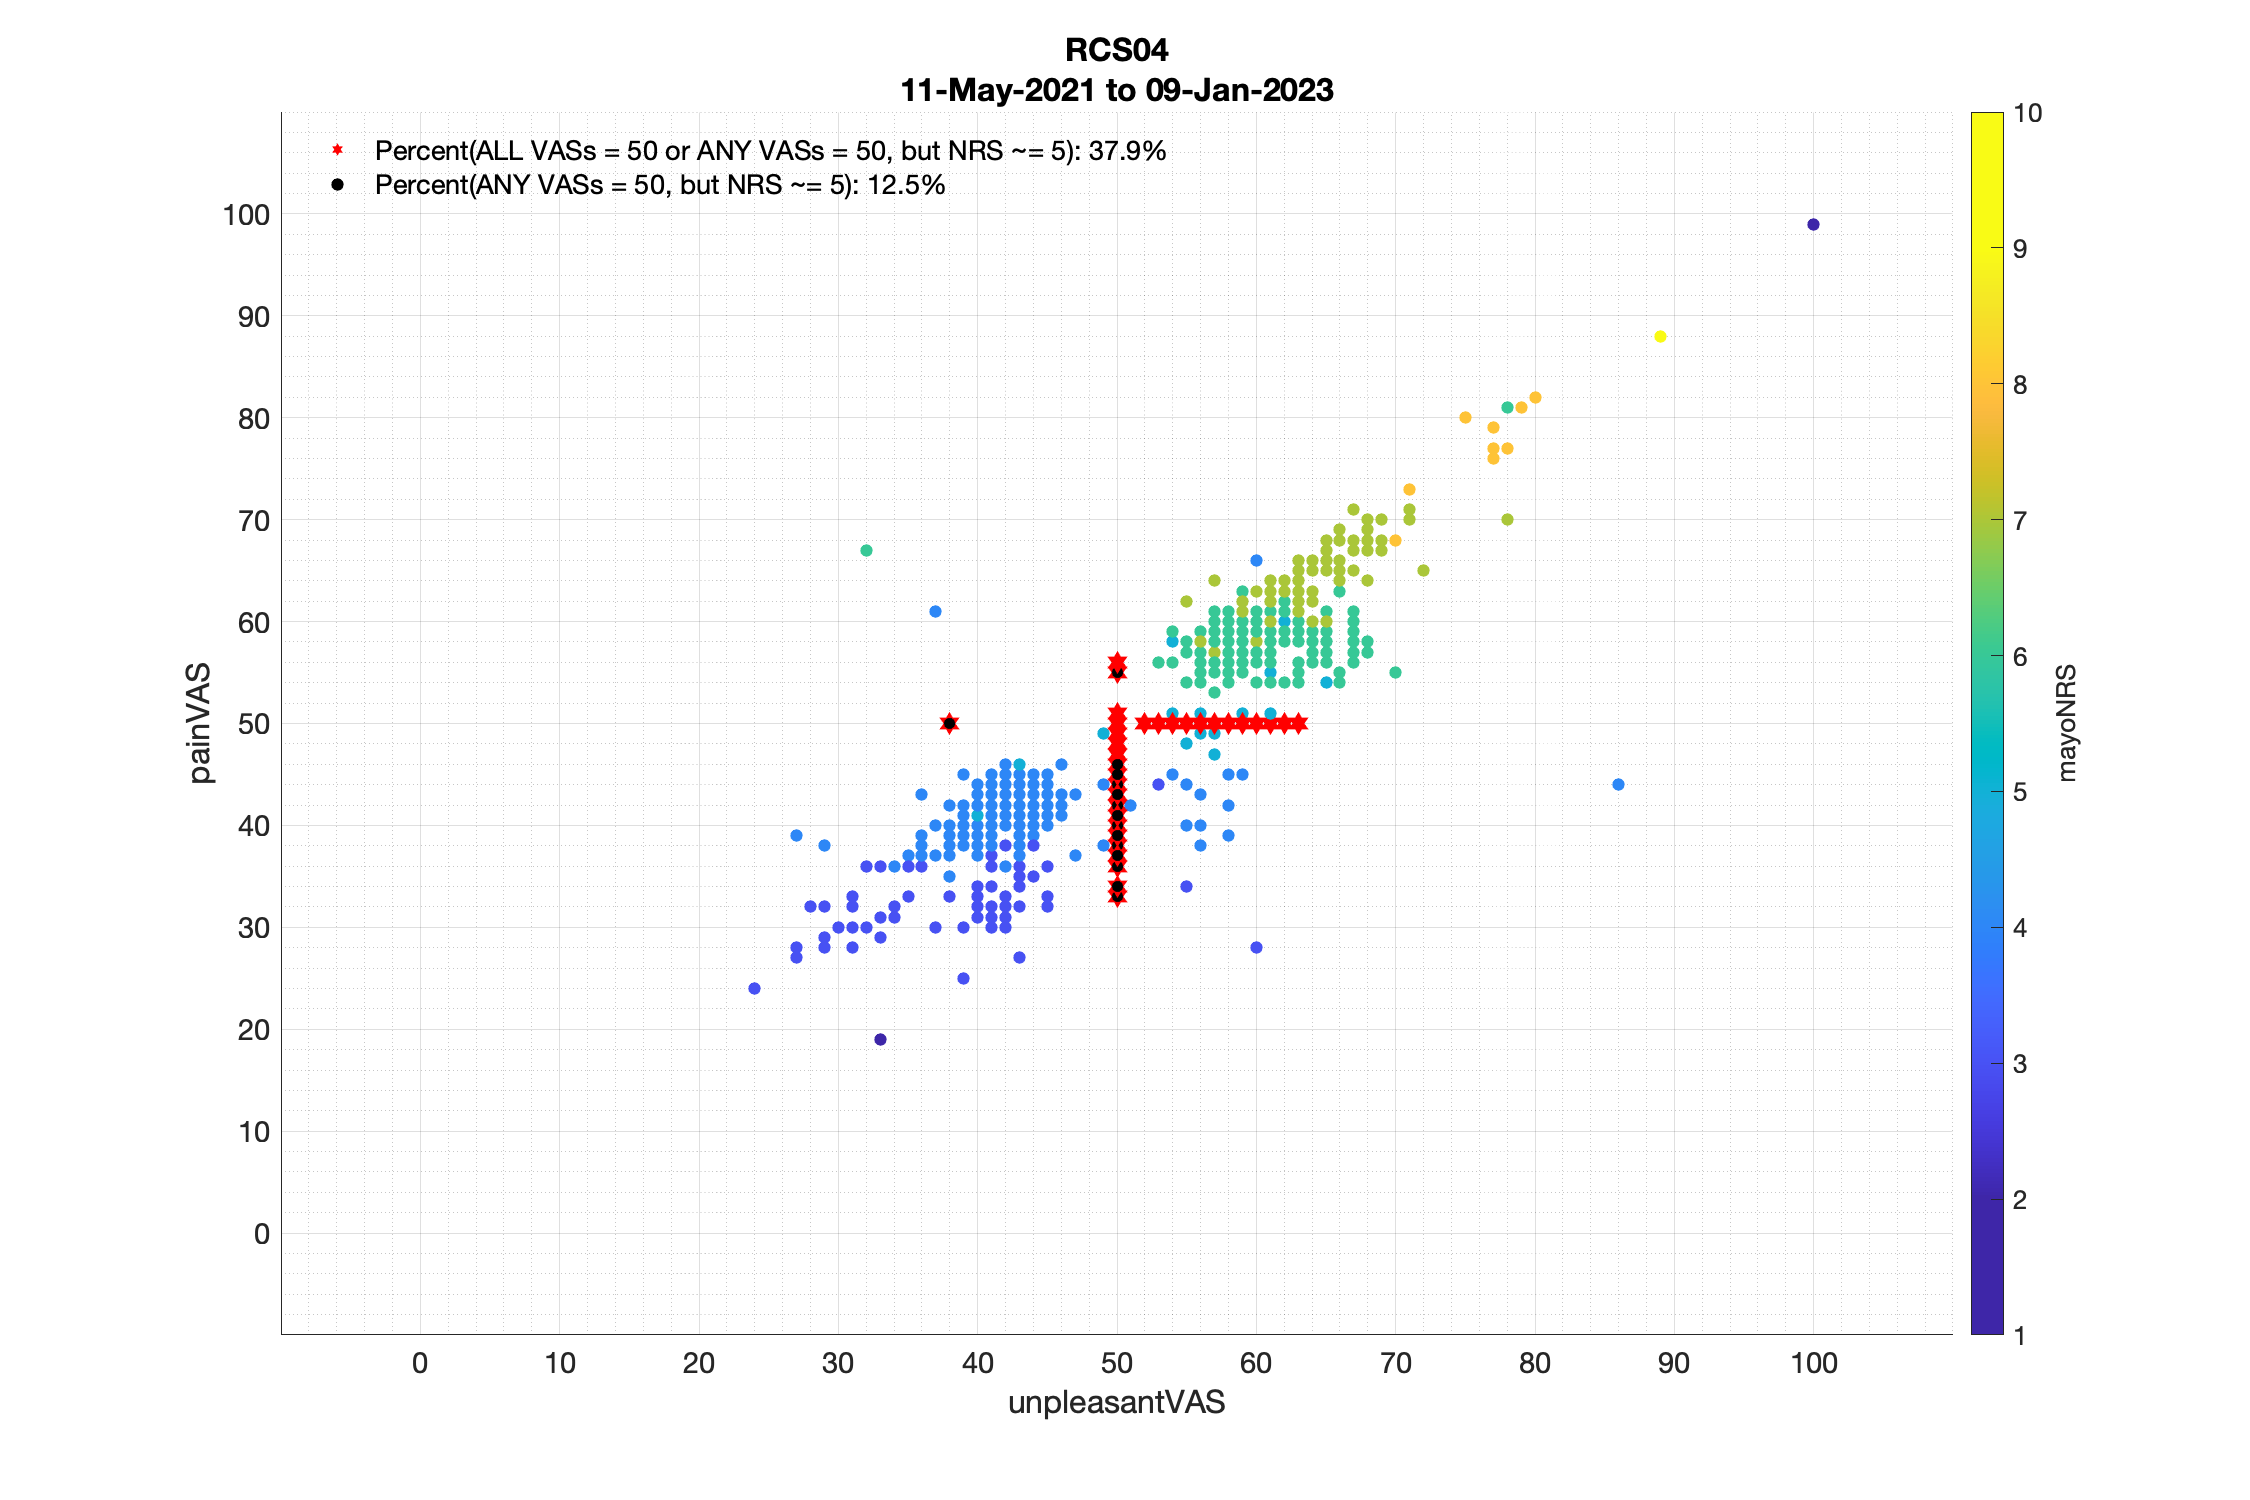 RCS04
11-May-2021 to 09-Jan-2023
Percent(ALL VASs = 50 or ANY VASs = 50, but NRS ~= 5): 37.9%
Percent(ANY VASs = 50, but NRS ~= 5): 12.5%
painVAS
100
90
80
70
60
50
40
30
20
10
0
0 10 20 30 40 50 60 70 80 90 100
unpleasantVAS
10
9
8
7
6
5
4
3
2
1
mayoNRS